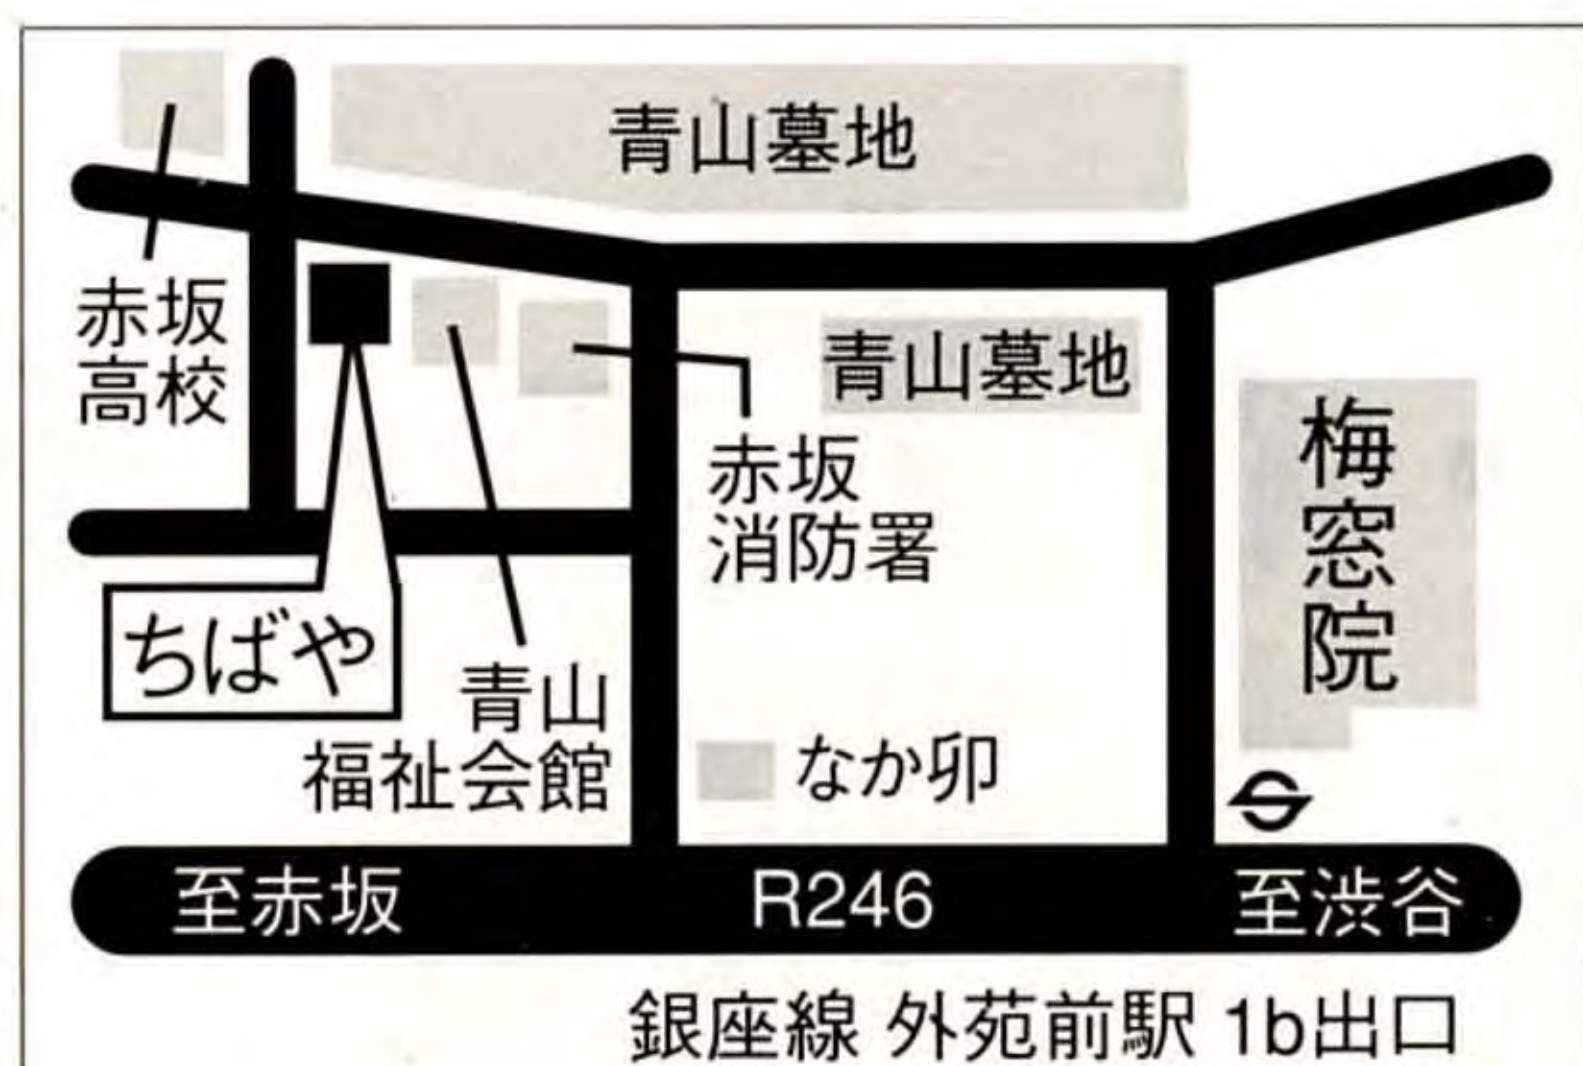 青山墓地
赤坂
高校
青山墓地
赤坂
消防署
梅窓院
ちばや
青山
福祉会館
なか卯
至赤坂
R246
至渋谷
銀座線 外苑前駅 1b出口